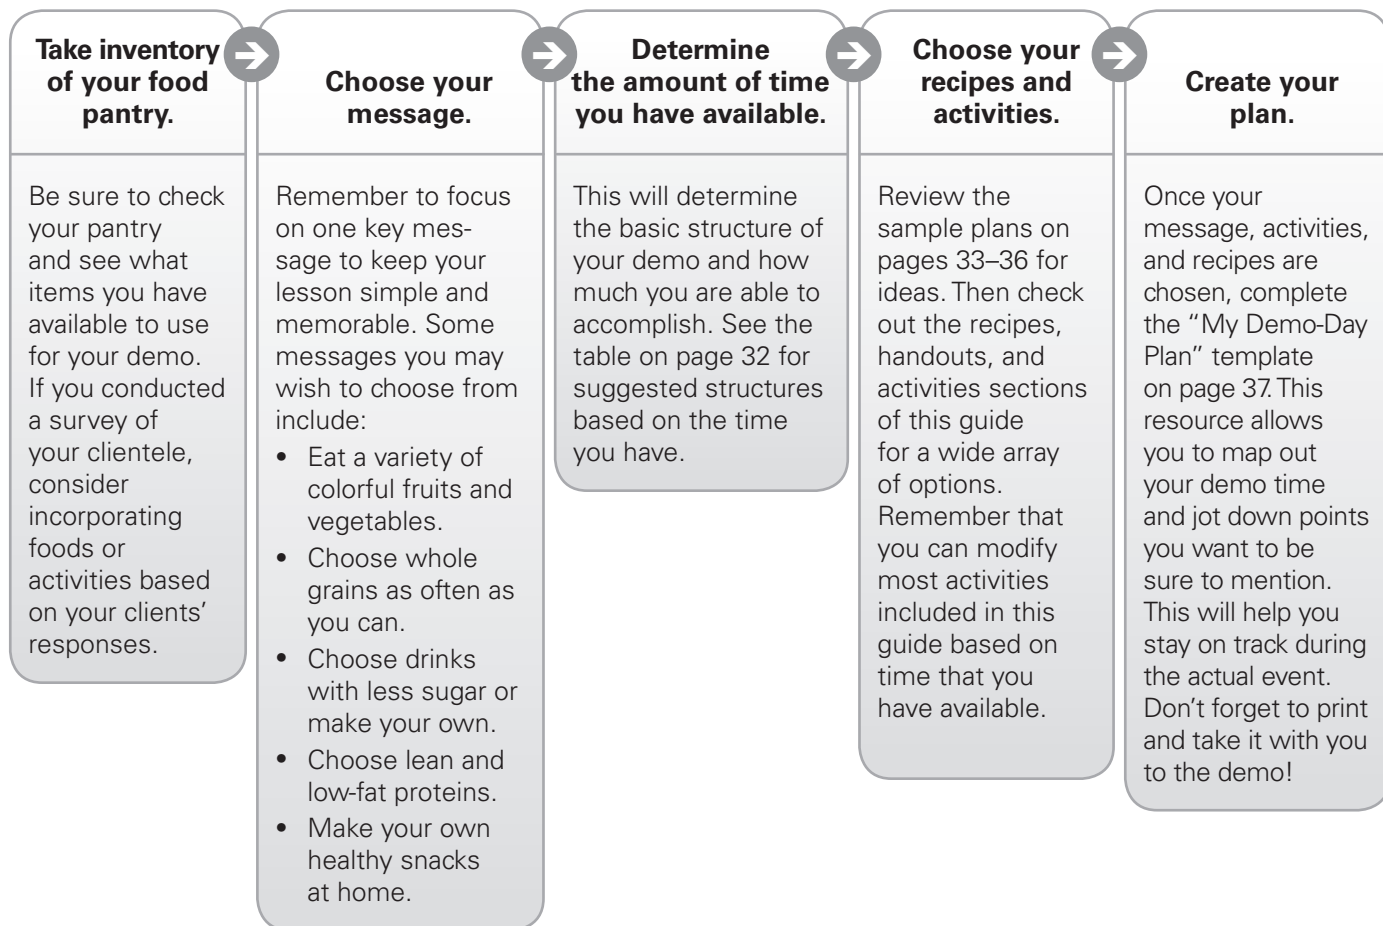 Take inventory
of your food
pantry.
Be sure to check
your pantry
and see what
items you have
available to use
for your demo.
If you conducted
a survey of
your clientele,
consider
incorporating
foods or
activities based
on your clients’
responses.
Choose your
message.
Remember to focus
on one key mes-
sage to keep your
lesson simple and
memorable. Some
messages you may
wish to choose from
include:
• Eat a variety of
colorful fruits and
vegetables.
• Choose whole
grains as often as
you can.
• Choose drinks
with less sugar or
make your own.
• Choose lean and
low-fat proteins.
• Make your own
healthy snacks
at home.
Determine
the amount of time
you have available.
This will determine
the basic structure of
your demo and how
much you are able to
accomplish. See the
table on page 32 for
suggested structures
based on the time
you have.
Choose your
recipes and
activities.
Review the
sample plans on
pages 33–36 for
ideas. Then check
out the recipes,
handouts, and
activities sections
of this guide
for a wide array
of options.
Remember that
you can modify
most activities
included in this
guide based on
time that you
have available.
Create your
plan.
Once your
message, activities,
and recipes are
chosen, complete
the “My Demo-Day
Plan” template
on page 37. This
resource allows
you to map out
your demo time
and jot down points
you want to be
sure to mention.
This will help you
stay on track during
the actual event.
Don’t forget to print
and take it with you
to the demo!